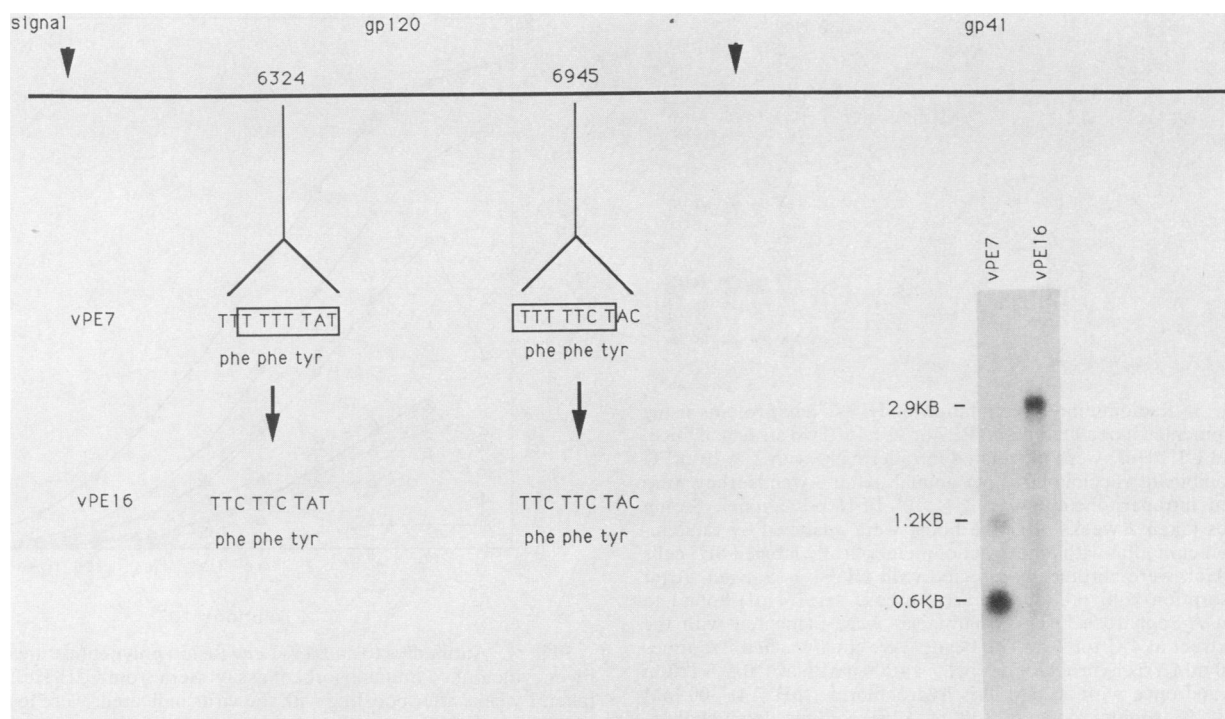 signal gp120 gp41
6324 6945
vPE7 vPE16
vPE7 TTT TTT TAT TTT TTC TAC
phe phe tyr phe phe tyr
2.9KB –
vPE16 TTC TTC TAT TTC TTC TAC
phe phe tyr phe phe tyr
1.2KB –
0.6KB –